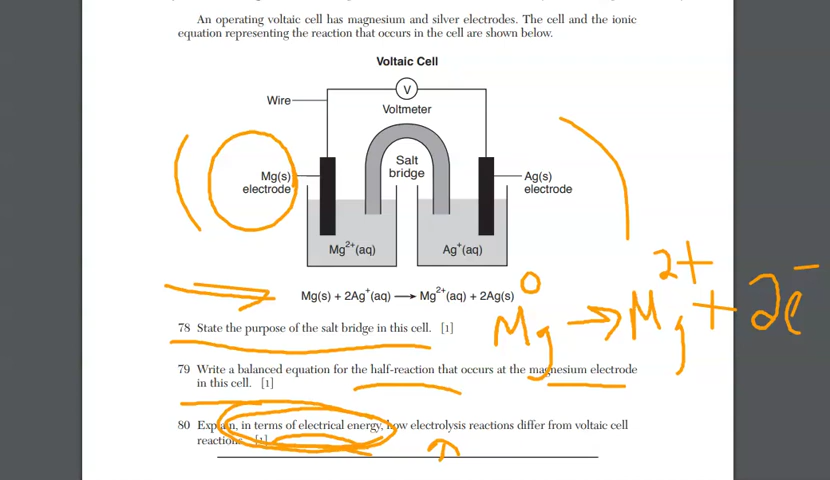 An operating voltaic cell has magnesium and silver electrodes. The cell and the ionic
equation representing the reaction that occurs in the cell are shown below.
Voltaic Cell
V
Wire
Voltmeter
Salt
bridge
Mg(s)
electrode
Ag(s)
electrode
Mg²⁺(aq)
Ag⁺(aq)
Mg(s) + 2Ag⁺(aq) ⟶ Mg²⁺(aq) + 2Ag(s)
Mg⁰ → Mg²⁺ + 2e⁻
78 State the purpose of the salt bridge in this cell. [1]
79 Write a balanced equation for the half-reaction that occurs at the magnesium electrode
in this cell. [1]
80 Explain, in terms of electrical energy, how electrolysis reactions differ from voltaic cell
reactions. [1]